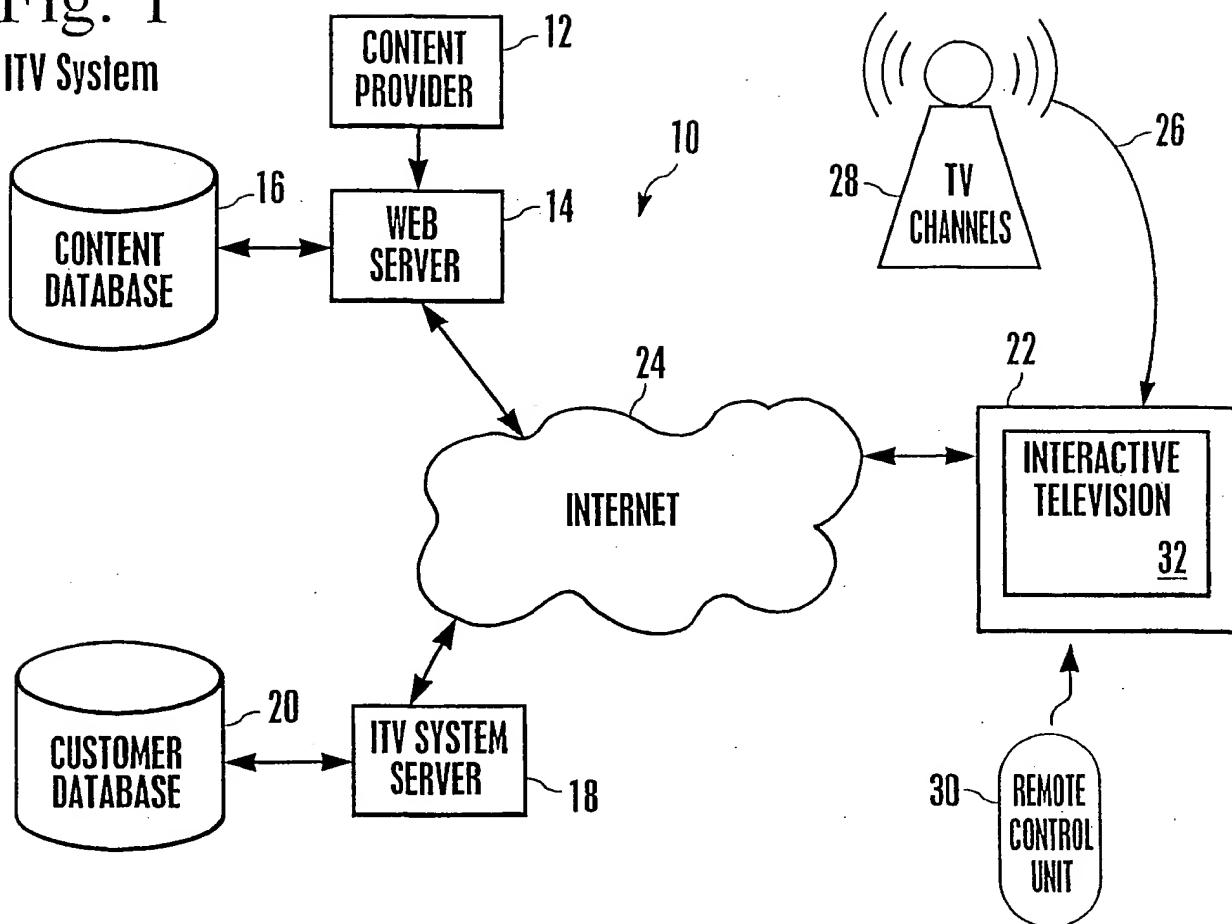 Fig. 1
ITV System
CONTENT
PROVIDER
12
10
26
16
14
28
TV
CHANNELS
WEB
SERVER
CONTENT
DATABASE
24
22
INTERACTIVE
TELEVISION
32
INTERNET
20
CUSTOMER
DATABASE
ITV SYSTEM
SERVER
18
30
REMOTE
CONTROL
UNIT